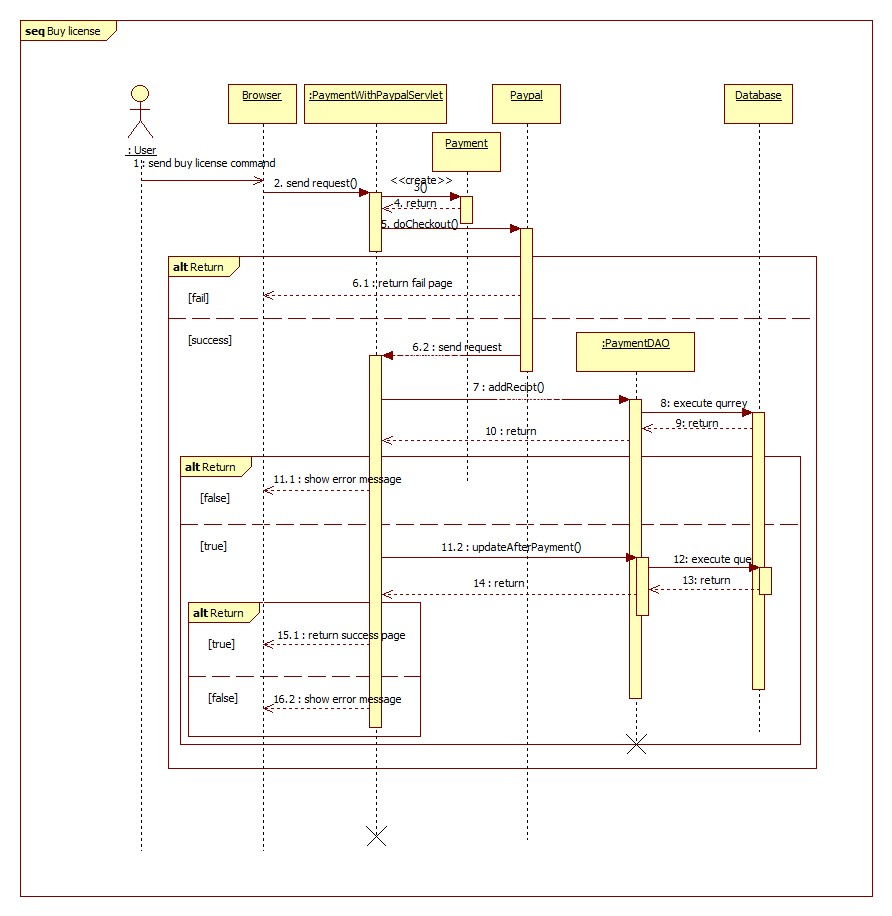 seq Buy license
Browser
:PaymentWithPaypalServlet
Paypal
Database
Payment
: User
1 : send buy license command
2. send request()
<<create>>
3()
4. return
5. doCheckout()
alt Return
6.1 : return fail page
[fail]
[success]
6.2 : send request
:PaymentDAO
7 : addRecipt()
8: execute qurrey
9: return
10 : return
alt Return
11.1 : show error message
[false]
[true]
11.2 : updateAfterPayment()
12: execute que
13: return
14 : return
alt Return
15.1 : return success page
[true]
[false]
16.2 : show error message